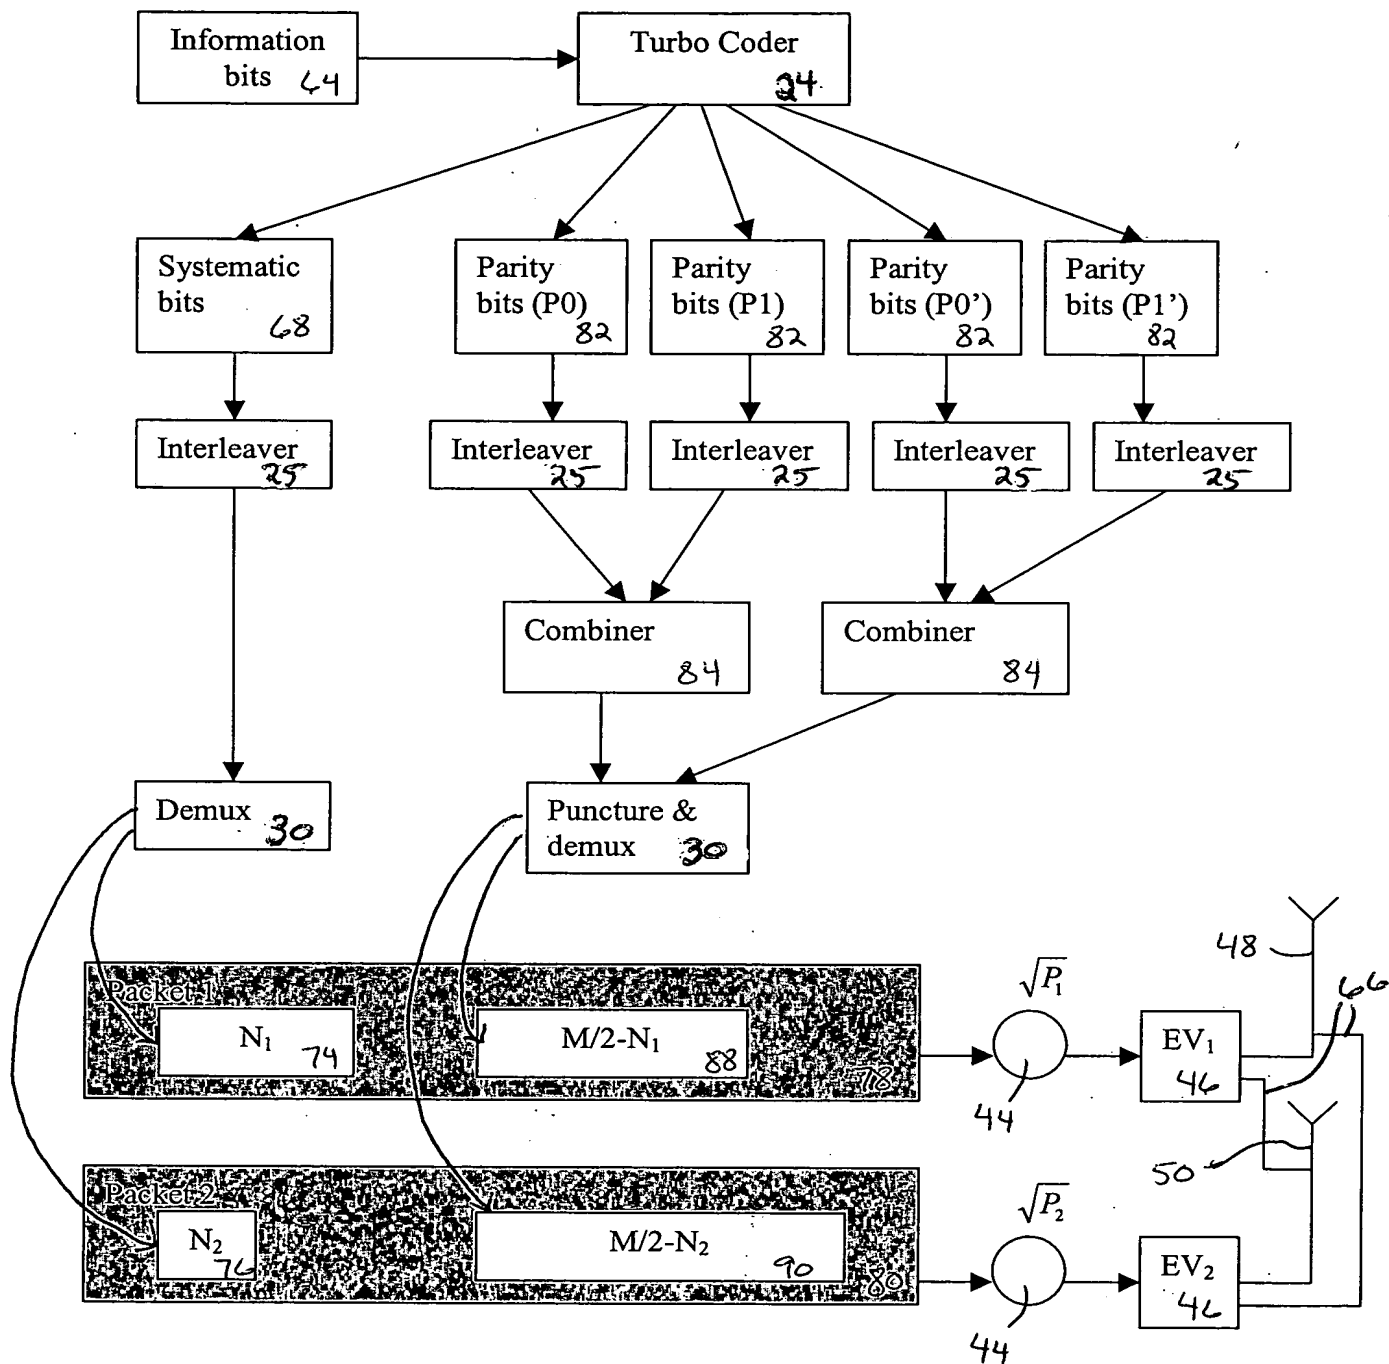 Information
bits 64
Turbo Coder
24
Systematic
bits
68
Parity
bits (P0)
82
Parity
bits (P1)
82
Parity
bits (P0’)
82
Parity
bits (P1’)
82
Interleaver
25
Interleaver
25
Interleaver
25
Interleaver
25
Interleaver
25
Combiner
84
Combiner
84
Demux 30
Puncture &
demux 30
Packet 1
N₁
74
M/2-N₁
88
78
√P₁
44
EV₁
46
48
66
Packet 2
N₂
76
M/2-N₂
90
80
√P₂
44
EV₂
46
50